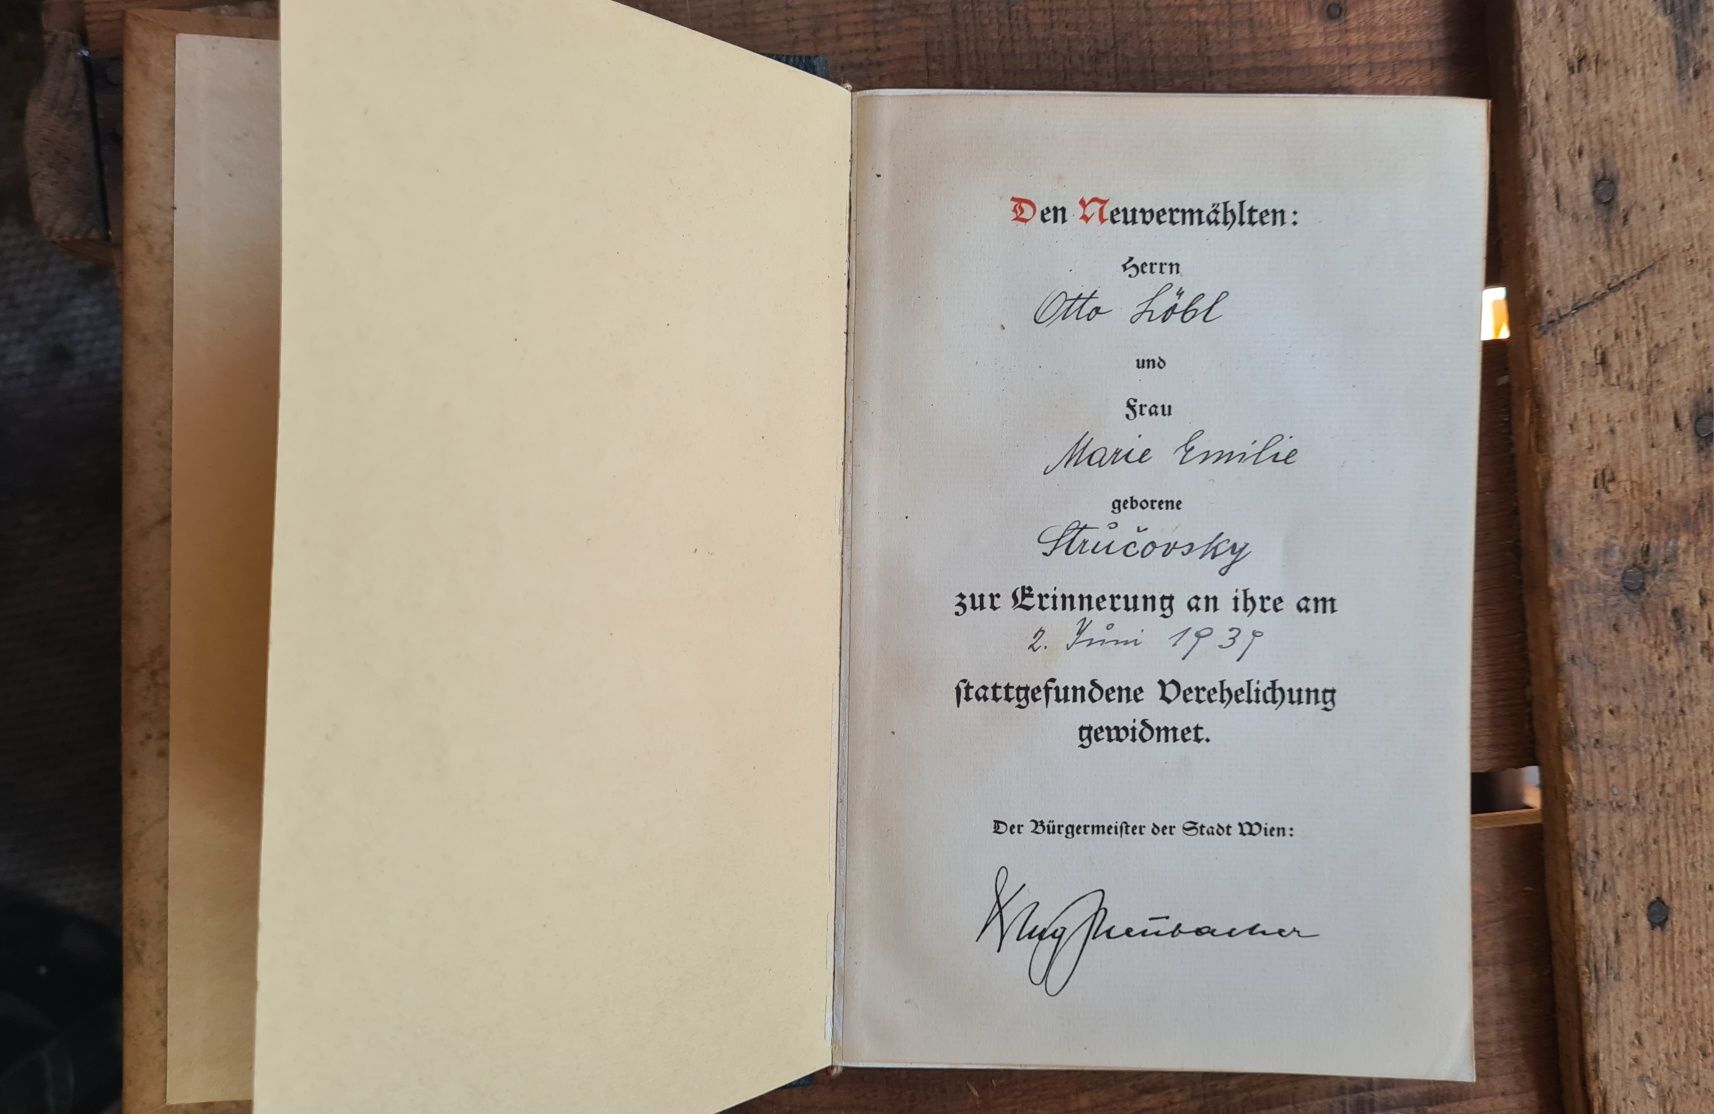 Den Neuvermählten:
Herrn
Otto Löbl
und
Frau
Marie Emilie
geborene
Stručovsky
zur Erinnerung an ihre am
2. Juni 1939
stattgefundene Verehelichung
gewidmet.
Der Bürgermeister der Stadt Wien:
Neubacher